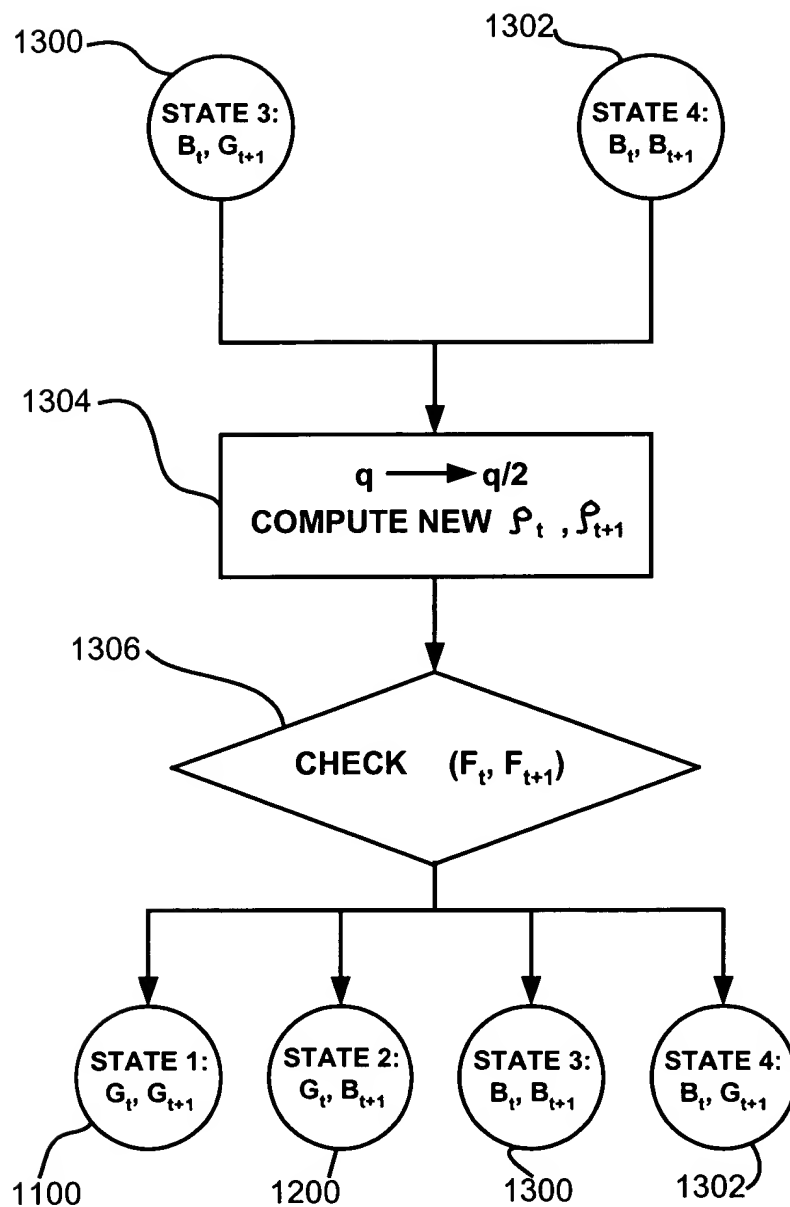 1300
1302
STATE 3:
Bt, Gt+1
STATE 4:
Bt, Bt+1
1304
q → q/2
COMPUTE NEW ρt , ρt+1
1306
CHECK (Ft, Ft+1)
STATE 1:
Gt, Gt+1
STATE 2:
Gt, Bt+1
STATE 3:
Bt, Bt+1
STATE 4:
Bt, Gt+1
1100
1200
1300
1302